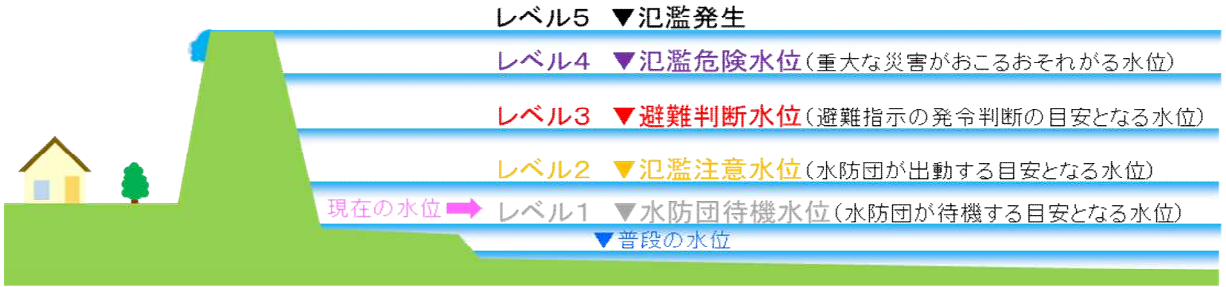 レベル５　▼氾濫発生
レベル４　▼氾濫危険水位(重大な災害がおこるおそれがる水位)
レベル３　▼避難判断水位(避難指示の発令判断の目安となる水位)
レベル２　▼氾濫注意水位(水防団が出動する目安となる水位)
現在の水位　レベル１　▼水防団待機水位(水防団が待機する目安となる水位)
▼普段の水位